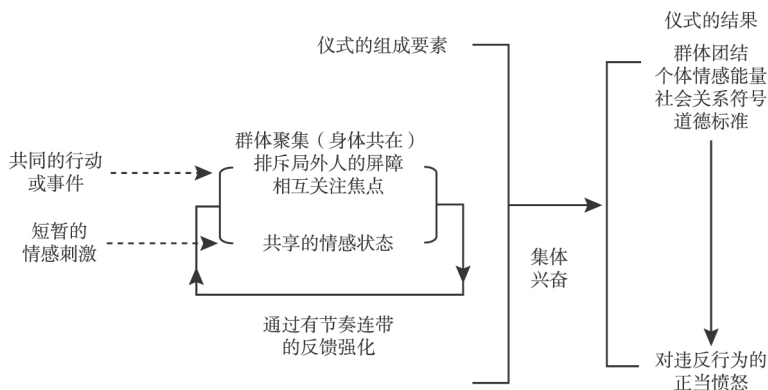 仪式的组成要素
群体聚集（身体共在）
排斥局外人的屏障
相互关注焦点
共享的情感状态
共同的行动
或事件
短暂的
情感刺激
通过有节奏连带
的反馈强化
集体
兴奋
仪式的结果
群体团结
个体情感能量
社会关系符号
道德标准
对违反行为的
正当愤怒